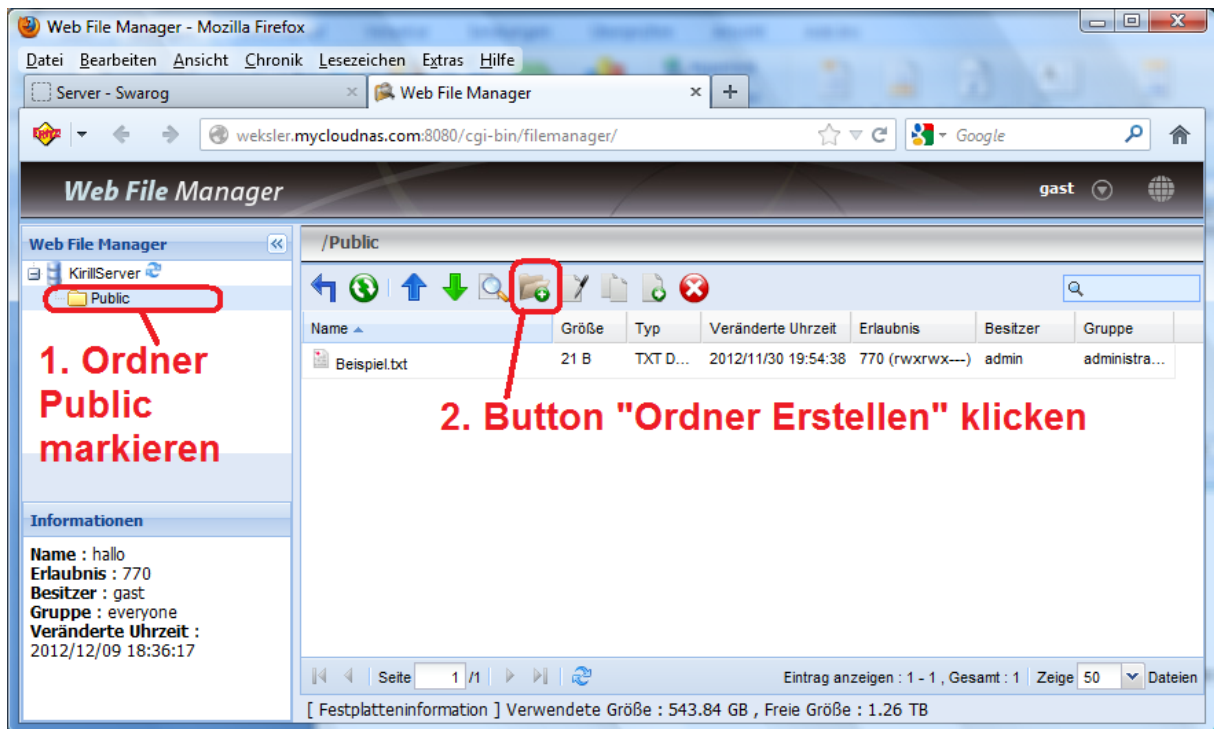 Web File Manager - Mozilla Firefox
Datei Bearbeiten Ansicht Chronik Lesezeichen Extras Hilfe
Server - Swarog
Web File Manager
weksler.mycloudnas.com:8080/cgi-bin/filemanager/
Google
Web File Manager
gast
Web File Manager
/Public
KirillServer
Public
Name Größe Typ Veränderte Uhrzeit Erlaubnis Besitzer Gruppe
Beispiel.txt 21 B TXT D... 2012/11/30 19:54:38 770 (rwxrwx---) admin administra...
1. Ordner
Public
markieren
2. Button "Ordner Erstellen" klicken
Informationen
Name : hallo
Erlaubnis : 770
Besitzer : gast
Gruppe : everyone
Veränderte Uhrzeit :
2012/12/09 18:36:17
Seite 1 /1 Eintrag anzeigen : 1 - 1 , Gesamt : 1 Zeige 50 Dateien
[ Festplatteninformation ] Verwendete Größe : 543.84 GB , Freie Größe : 1.26 TB